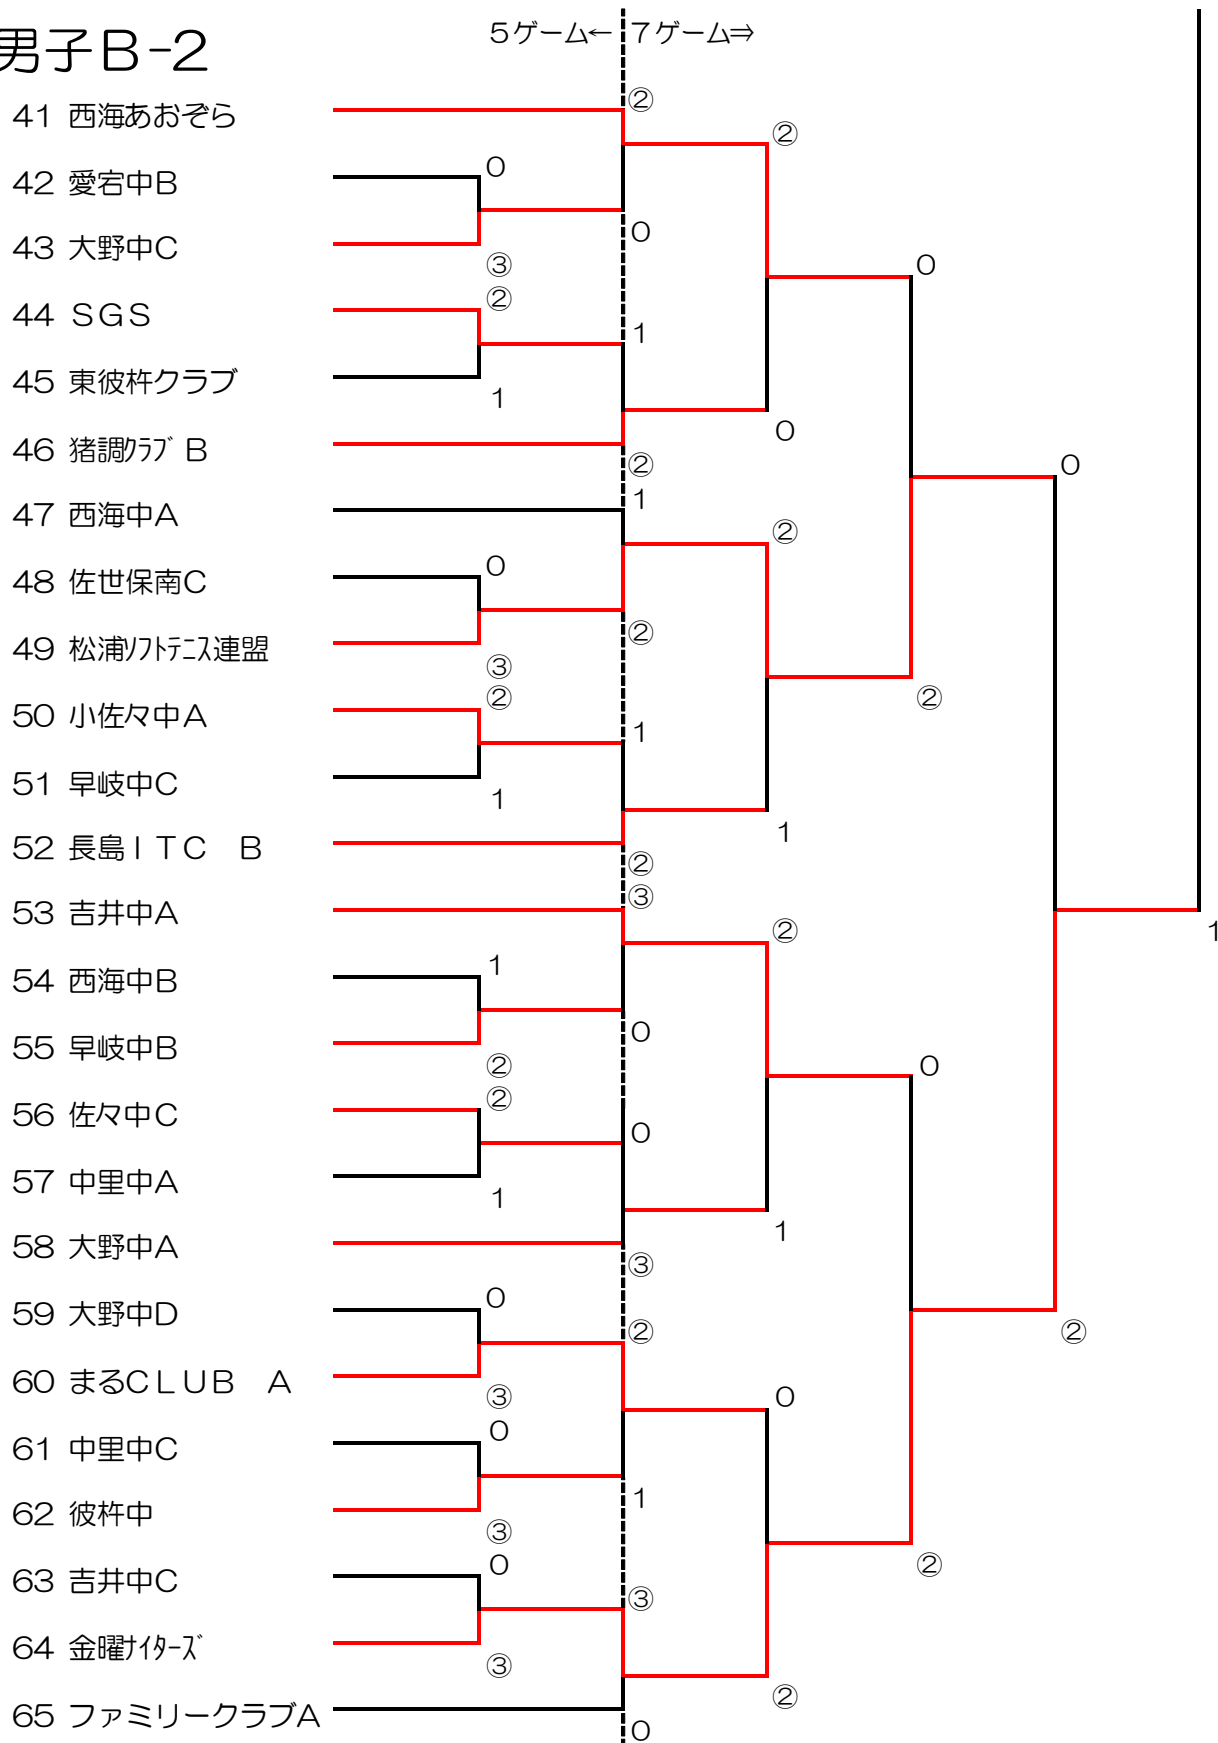 5ゲーム← 7ゲーム⇒
男子B-2
②
41 西海あおぞら
②
0
42 愛宕中B
0
43 大野中C
③
0
②
44 SGS
1
45 東彼杵クラブ
1
0
46 猪調クラブ B
②
0
1
47 西海中A
②
0
48 佐世保南C
②
49 松浦ソフトテニス連盟
③
②
②
50 小佐々中A
1
51 早岐中C
1
1
52 長島ITC B
②
③
53 吉井中A
②
1
1
54 西海中B
0
55 早岐中B
②
0
②
56 佐々中C
0
57 中里中A
1
1
58 大野中A
③
0
59 大野中D
②
②
60 まるCLUB A
③
0
0
61 中里中C
1
62 彼杵中
③
0
②
63 吉井中C
③
64 金曜ナイターズ
③
②
65 ファミリークラブA
0